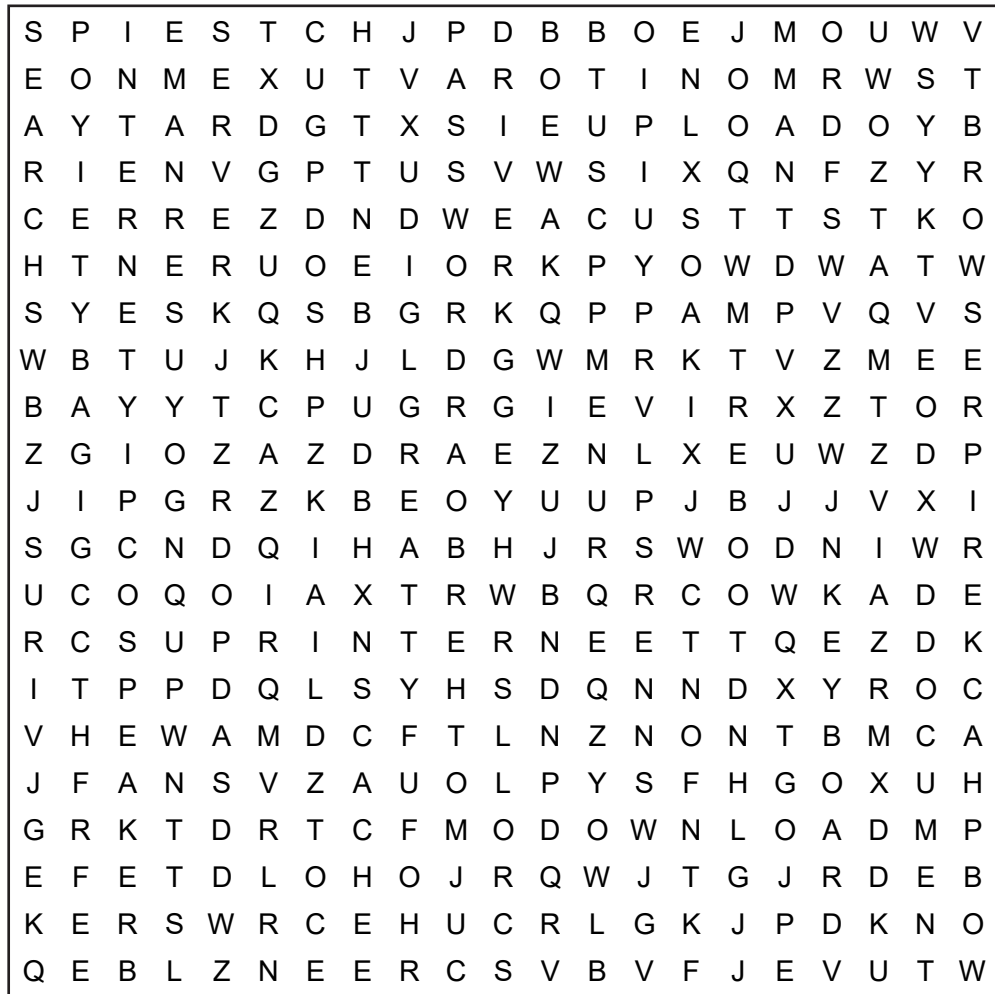 S P I E S T C H J P D B B O E J M O U W V
E O N M E X U T V A R O T I N O M R W S T
A Y T A R D G T X S I E U P L O A D O Y B
R I E N V G P T U S V W S I X Q N F Z Y R
C E R R E Z D N D W E A C U S T T S T K O
H T N E R U O E I O R K P Y O W D W A T W
S Y E S K Q S B G R K Q P P A M P V Q V S
W B T U J K H J L D G W M R K T V Z M E E
B A Y Y T C P U G R G I E V I R X Z T O R
Z G I O Z A Z D R A E Z N L X E U W Z D P
J I P G R Z K B E O Y U U P J B J J V X I
S G C N D Q I H A B H J R S W O D N I W R
U C O Q O I A X T R W B Q R C O W K A D E
R C S U P R I N T E R N E E T T Q E Z D K
I T P P D Q L S Y H S D Q N N D X Y R O C
V H E W A M D C F T L N Z N O N T B M C A
J F A N S V Z A U O L P Y S F H G O X U H
G R K T D R T C F M O D O W N L O A D M P
E F E T D L O H O J R Q W J T G J R D E B
K E R S W R C E H U C R L G K J P D K N O
Q E B L Z N E E R C S V B V F J E V U T W